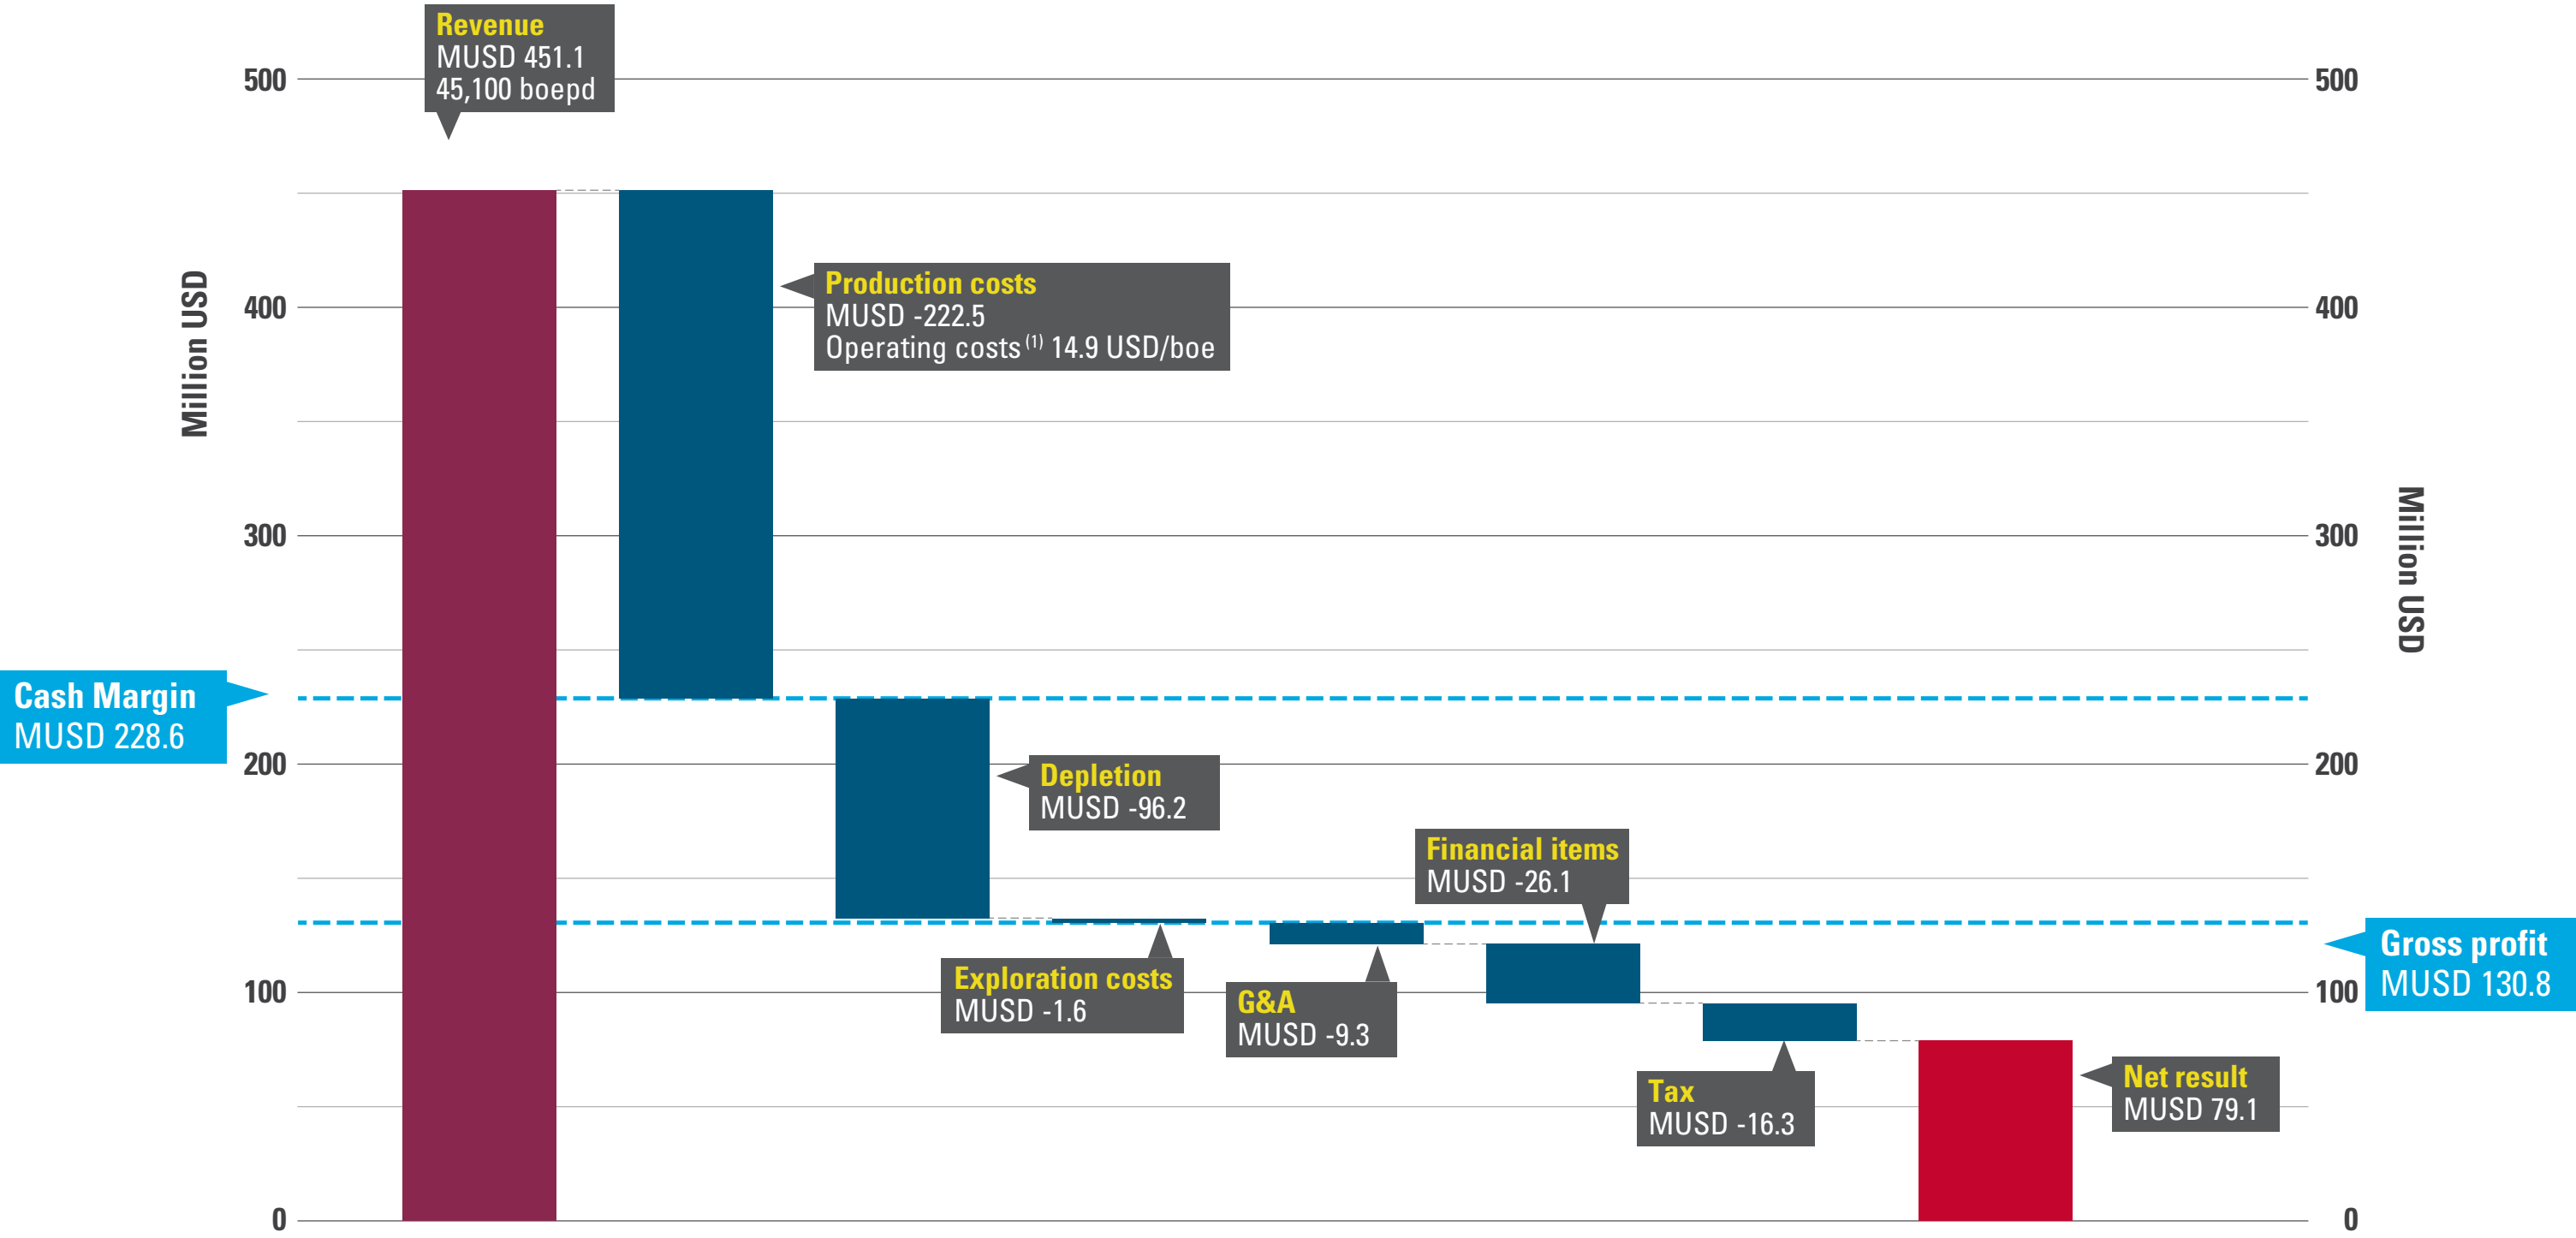 Revenue
MUSD 451.1
45,100 boepd
500
500
Million USD
Production costs
MUSD -222.5
Operating costs (1) 14.9 USD/boe
400
400
300
300
Million USD
Cash Margin
MUSD 228.6
200
200
Depletion
MUSD -96.2
Financial items
MUSD -26.1
Gross profit
MUSD 130.8
Exploration costs
MUSD -1.6
G&A
MUSD -9.3
100
100
Tax
MUSD -16.3
Net result
MUSD 79.1
0
0